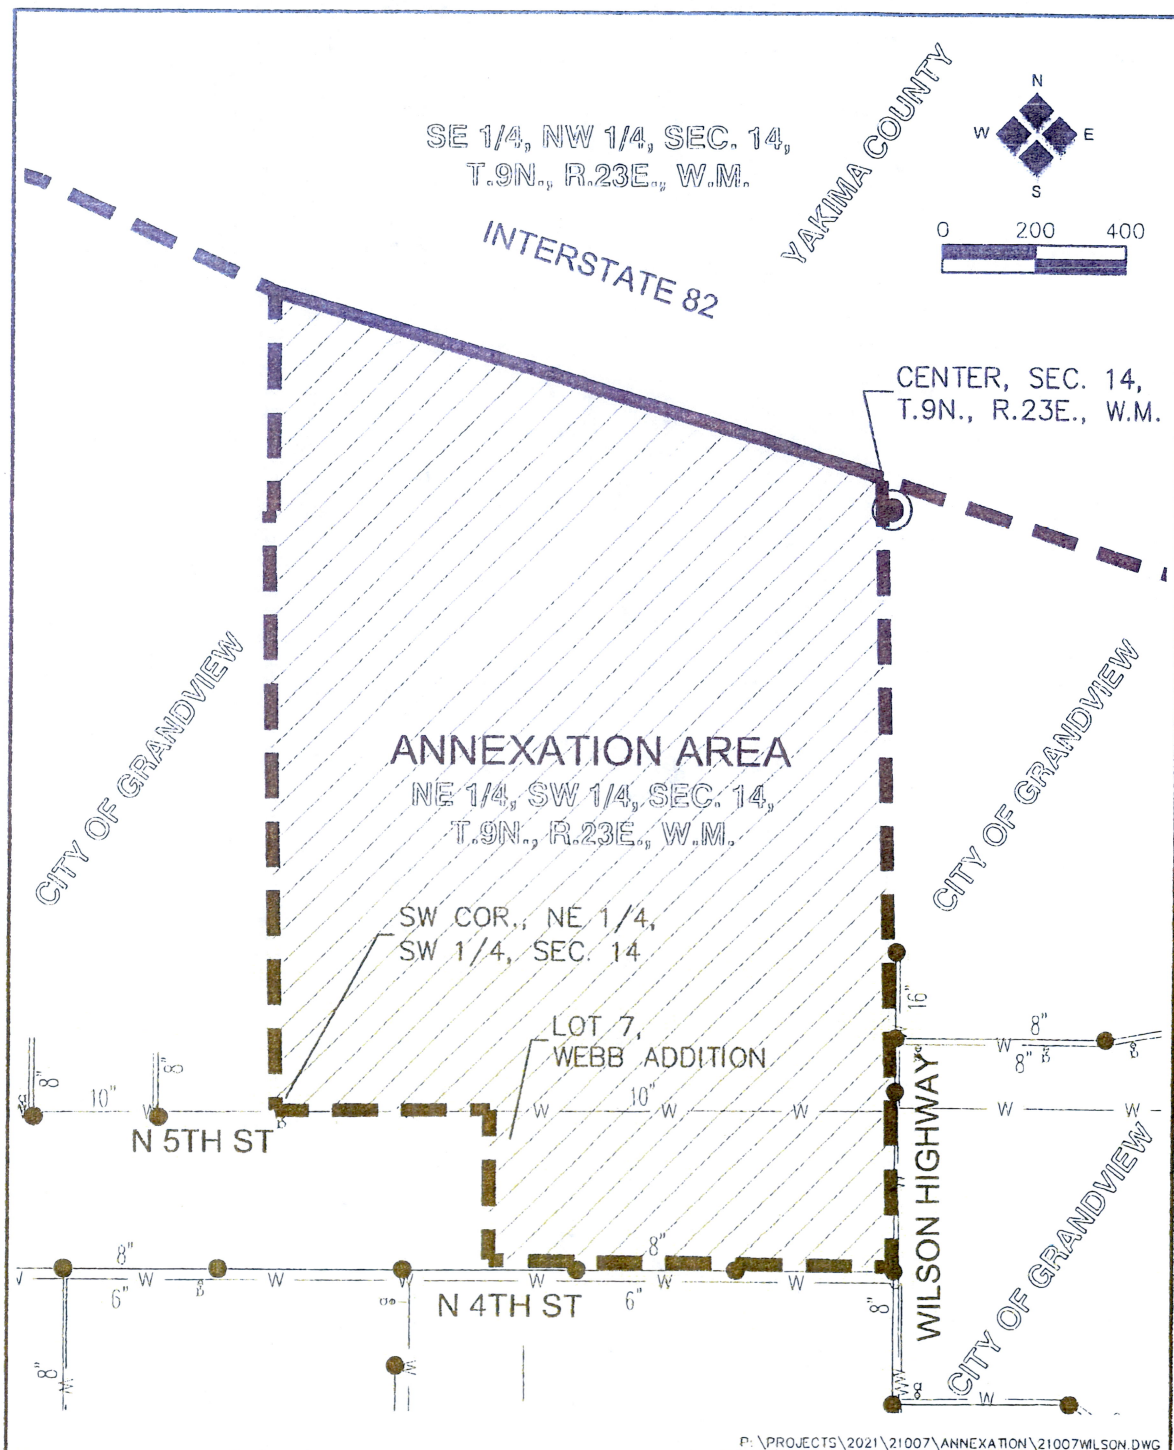 SE 1/4, NW 1/4, SEC. 14,
T.9N., R.23E., W.M.
YAKIMA COUNTY
N
W
E
S
0 200 400
INTERSTATE 82
CENTER, SEC. 14,
T.9N., R.23E., W.M.
CITY OF GRANDVIEW
CITY OF GRANDVIEW
ANNEXATION AREA
NE 1/4, SW 1/4, SEC. 14,
T.9N., R.23E., W.M.
SW COR., NE 1/4,
SW 1/4, SEC. 14
LOT 7,
WEBB ADDITION
16"
8"
W
8"
8"
8"
10"
W
W
10"
W
W
W
W
N 5TH ST
WILSON HIGHWAY
CITY OF GRANDVIEW
8"
8"
W
W
W
W
W
W
6"
6"
N 4TH ST
8"
8"
W
W
8"
W
P:\PROJECTS\2021\21007\ANNEXATION\21007WILSON.DWG